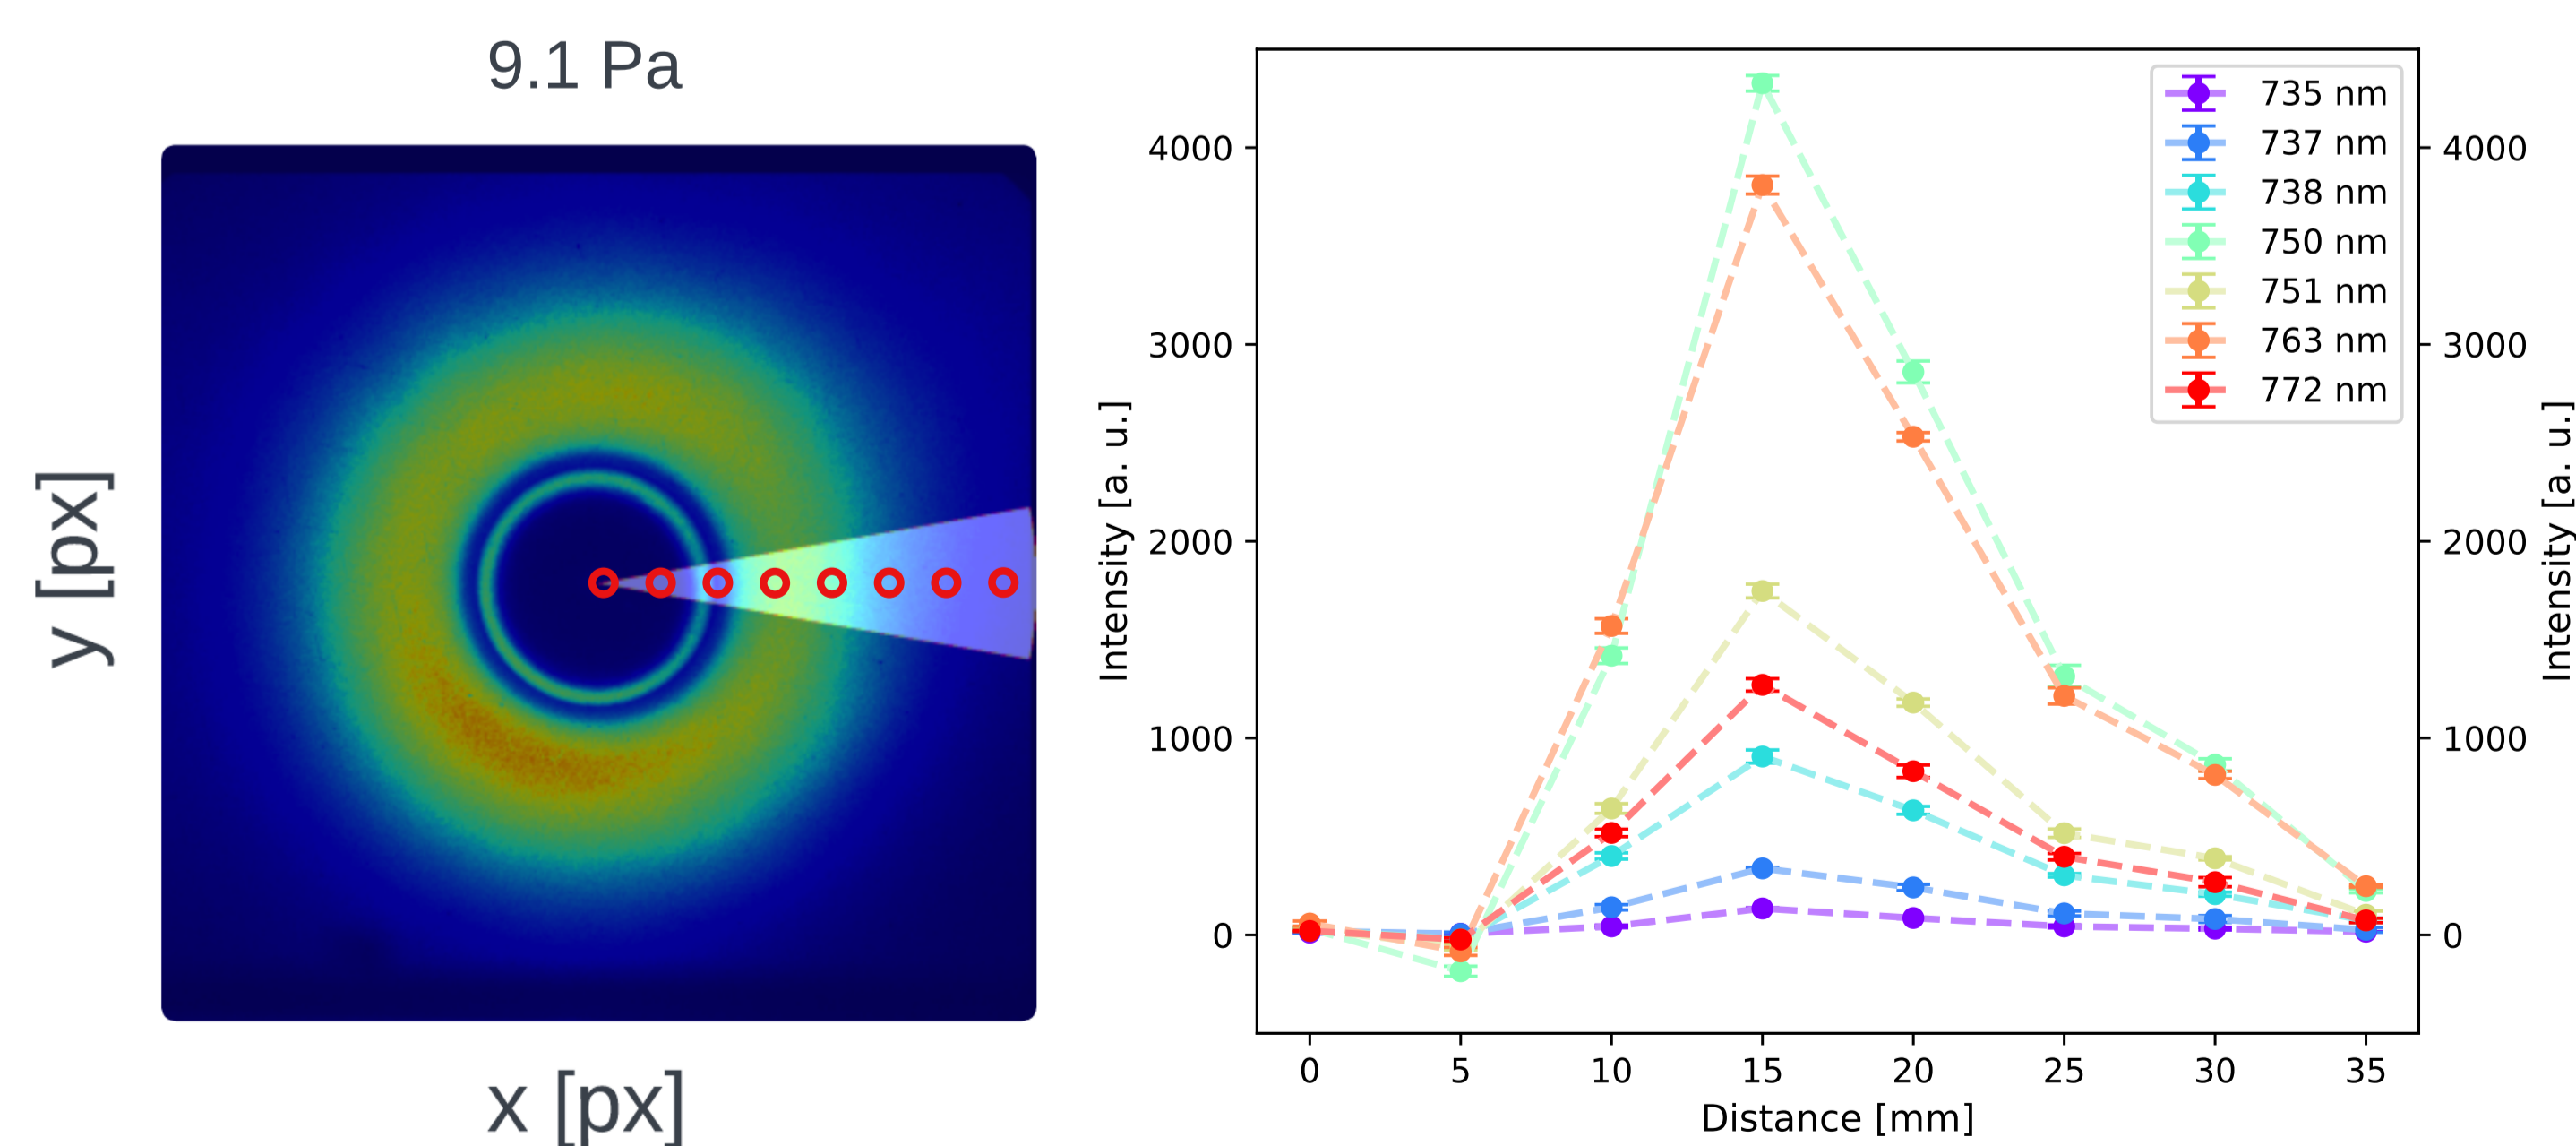 9.1 Pa
y [px]
x [px]
Intensity [a. u.]
4000
3000
2000
1000
0
0 5 10 15 20 25 30 35
Distance [mm]
735 nm
737 nm
738 nm
750 nm
751 nm
763 nm
772 nm
4000
3000
2000
1000
0
Intensity [a. u.]